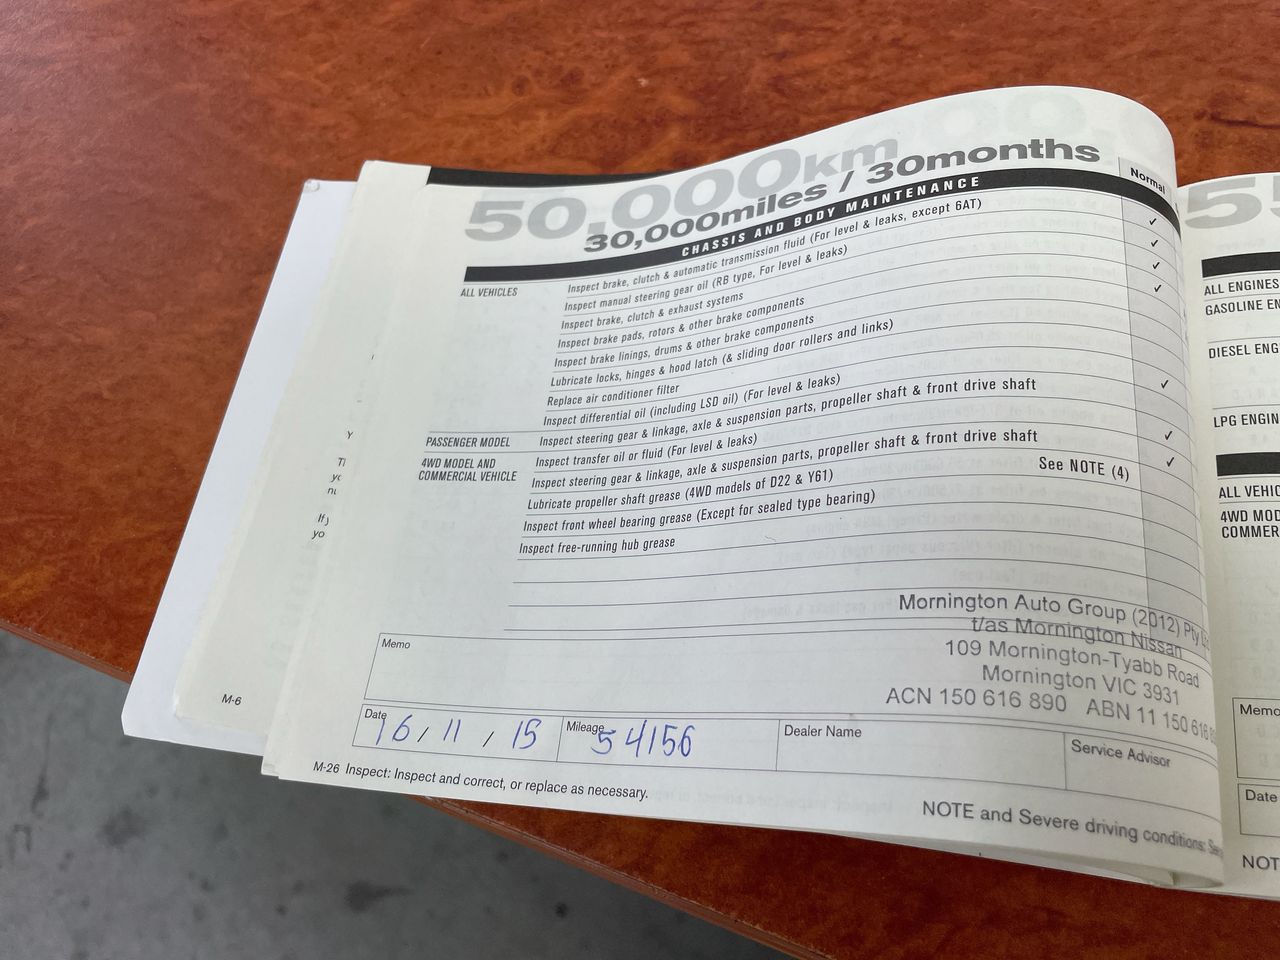 50,000km
30,000miles / 30months
Normal
CHASSIS AND BODY MAINTENANCE
ALL VEHICLES
Inspect brake, clutch & automatic transmission fluid (For level & leaks, except 6AT) ✓
Inspect manual steering gear oil (RB type, For level & leaks) ✓
Inspect brake, clutch & exhaust systems ✓
Inspect brake pads, rotors & other brake components ✓
Inspect brake linings, drums & other brake components
Lubricate locks, hinges & hood latch (& sliding door rollers and links)
Replace air conditioner filter
Inspect differential oil (including LSD oil) (For level & leaks) ✓
PASSENGER MODEL
Inspect steering gear & linkage, axle & suspension parts, propeller shaft & front drive shaft
4WD MODEL AND
COMMERCIAL VEHICLE
Inspect transfer oil or fluid (For level & leaks) ✓
Inspect steering gear & linkage, axle & suspension parts, propeller shaft & front drive shaft ✓
Lubricate propeller shaft grease (4WD models of D22 & Y61) See NOTE (4)
Inspect front wheel bearing grease (Except for sealed type bearing)
Inspect free-running hub grease
Mornington Auto Group (2012) Pty
t/as Mornington Nissan
109 Mornington-Tyabb Road
Mornington VIC 3931
ACN 150 616 890 ABN 11 150 616
Memo
Date 16 / 11 / 15
Mileage 54156
Dealer Name
Service Advisor
M-26 Inspect: Inspect and correct, or replace as necessary.
NOTE and Severe driving conditions:
M-6
ALL ENGINES
GASOLINE EN
DIESEL ENG
LPG ENGIN
ALL VEHIC
4WD MOD
COMMER
Memo
Date
NOT